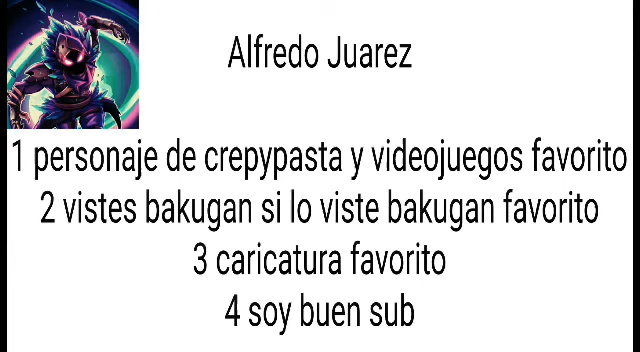 Alfredo Juarez
1 personaje de crepypasta y videojuegos favorito
2 vistes bakugan si lo viste bakugan favorito
3 caricatura favorito
4 soy buen sub